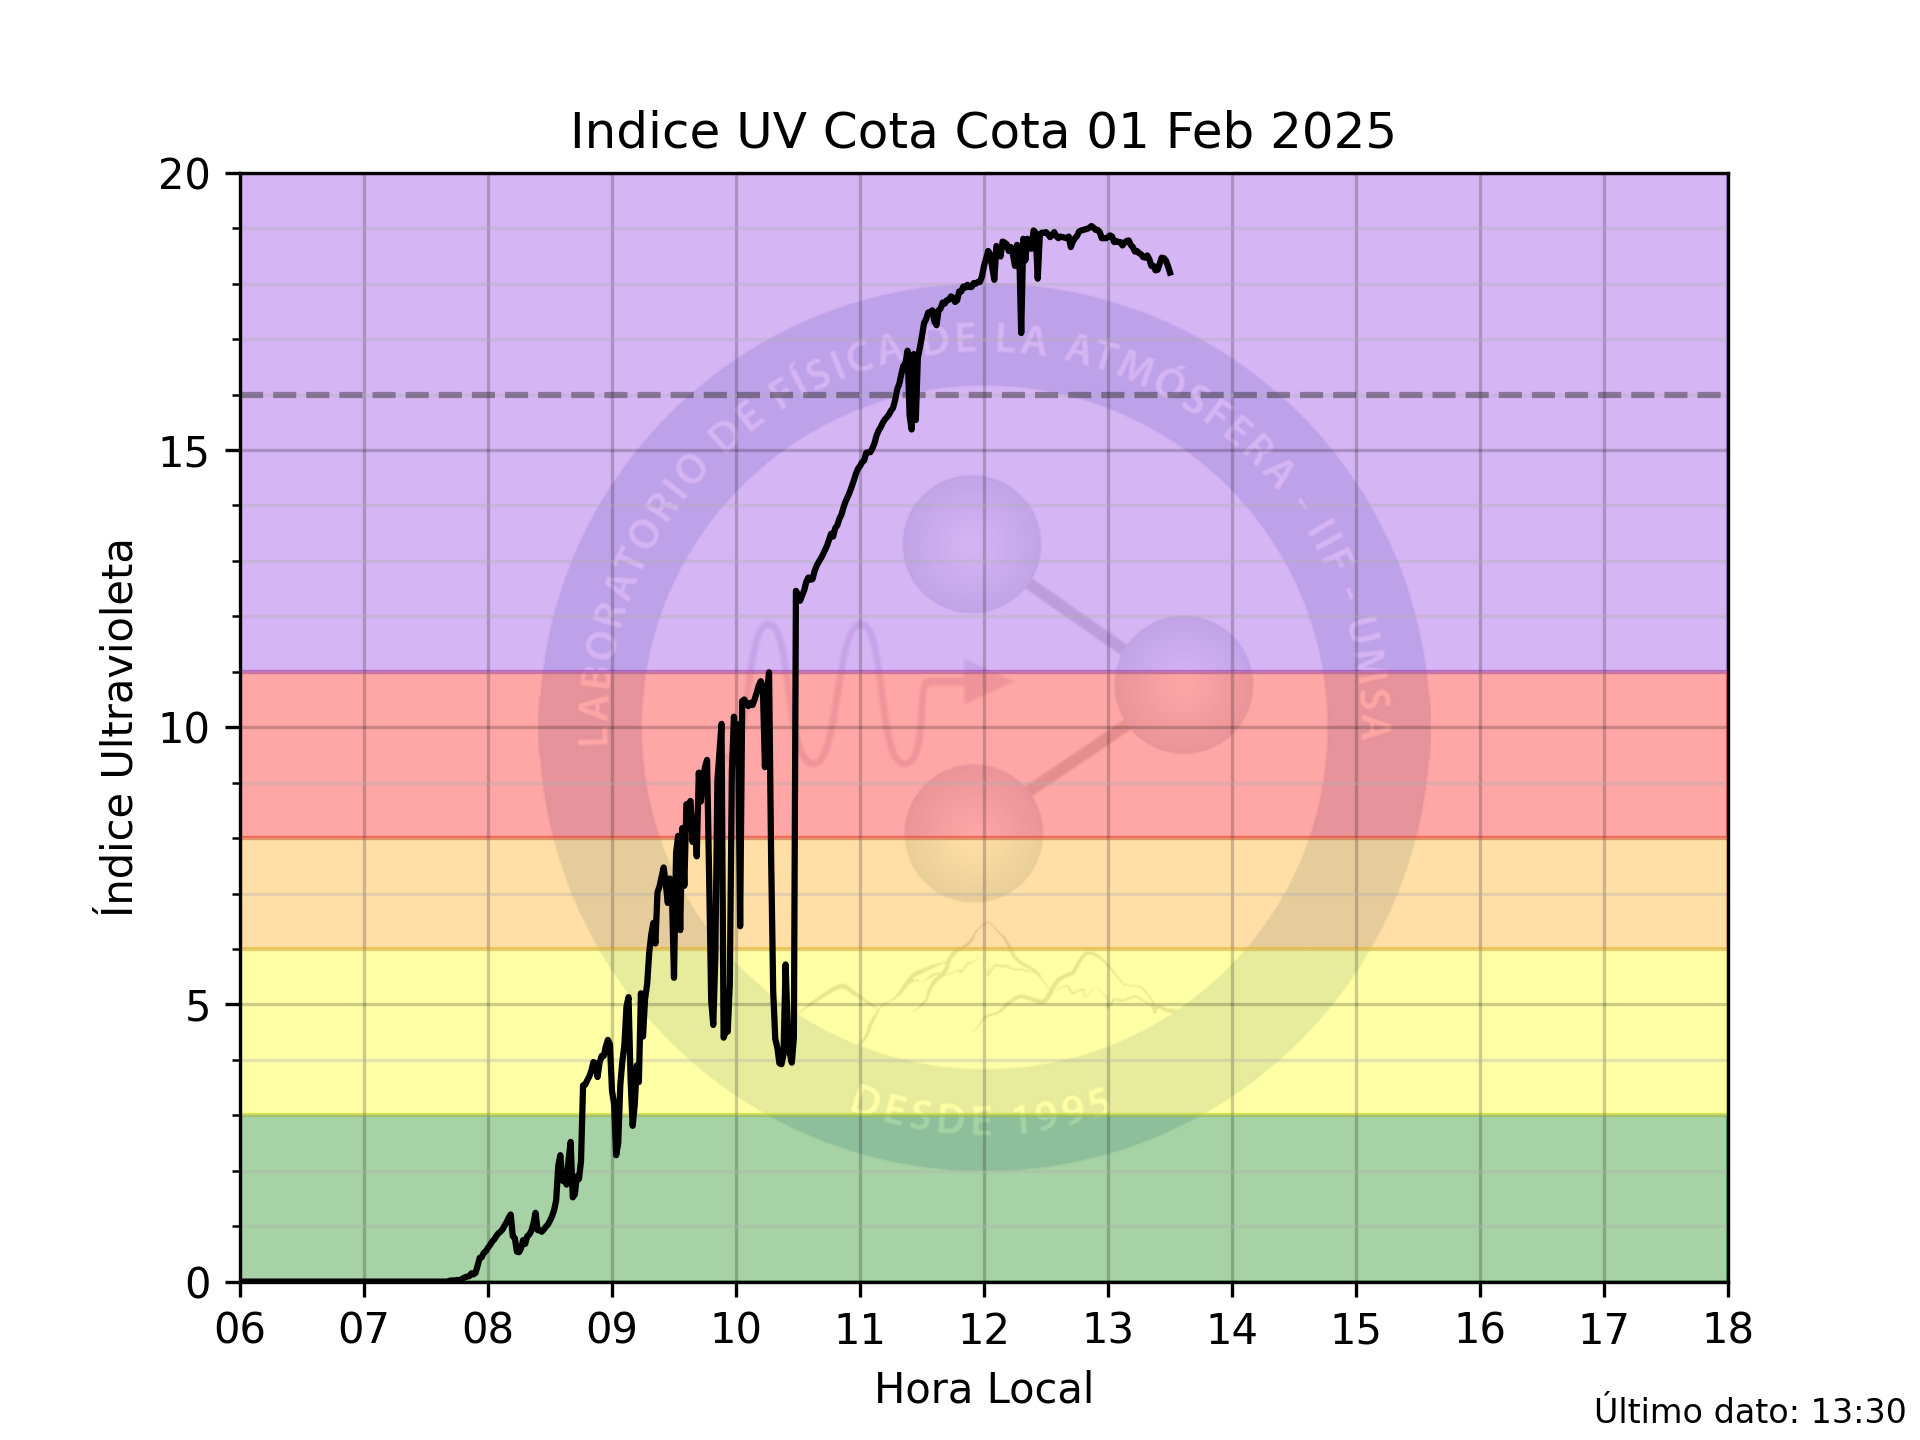 Indice UV Cota Cota 01 Feb 2025
20
15
10
5
0
Índice Ultravioleta
LABORATORIO DE FÍSICA DE LA ATMÓSFERA - IIF - UMSA
DESDE 1995
06 07 08 09 10 11 12 13 14 15 16 17 18
Hora Local
Último dato: 13:30